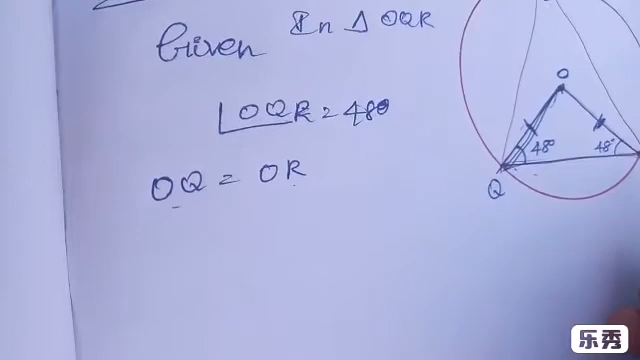 Given In △ OQR
∠OQR = 48°
OQ = OR
O
48°
48°
Q
乐秀